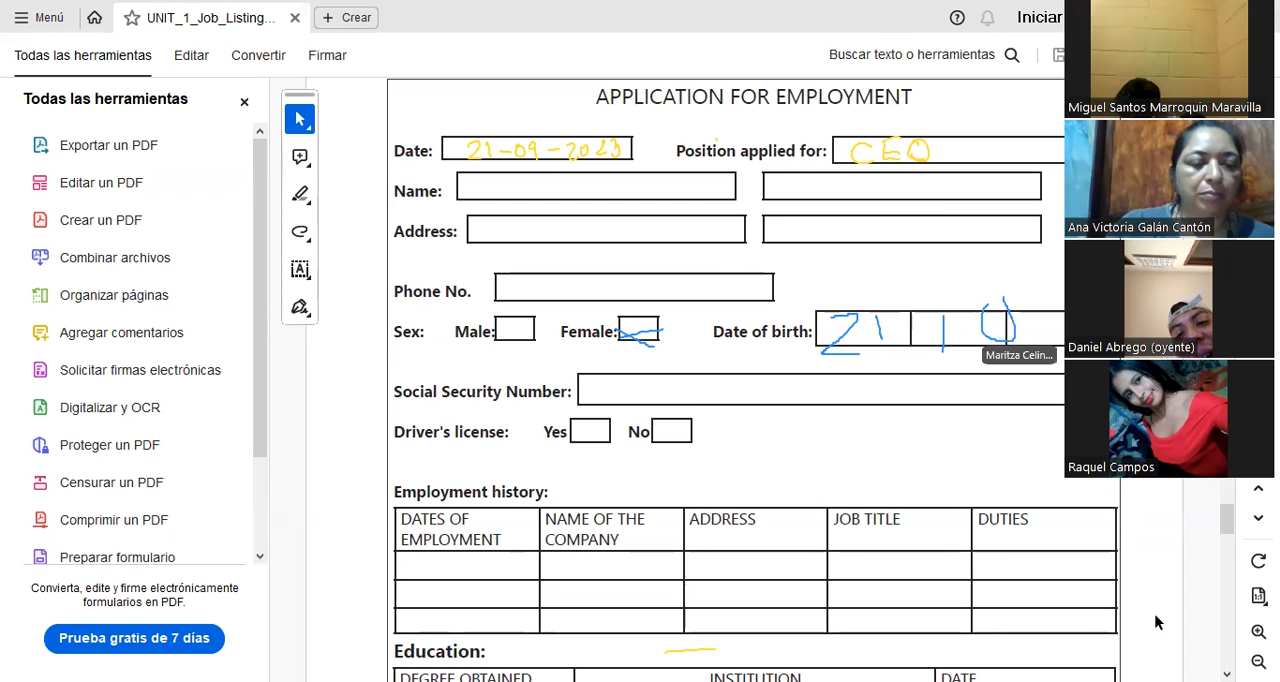 Menú
UNIT_1_Job_Listing...
Crear
Iniciar
Todas las herramientas
Editar
Convertir
Firmar
Buscar texto o herramientas
Todas las herramientas
Exportar un PDF
Editar un PDF
Crear un PDF
Combinar archivos
Organizar páginas
Agregar comentarios
Solicitar firmas electrónicas
Digitalizar y OCR
Proteger un PDF
Censurar un PDF
Comprimir un PDF
Preparar formulario
Convierta, edite y firme electrónicamente
formularios en PDF.
Prueba gratis de 7 días
APPLICATION FOR EMPLOYMENT
Date: 21-09-2023 Position applied for: CEO
Name:
Address:
Phone No.
Sex: Male: Female: Date of birth: 21 10
Maritza Celin...
Social Security Number:
Driver's license: Yes No
Employment history:
DATES OF EMPLOYMENT NAME OF THE COMPANY ADDRESS JOB TITLE DUTIES
Education:
DEGREE OBTAINED INSTITUTION DATE
Miguel Santos Marroquin Maravilla
Ana Victoria Galán Cantón
Daniel Abrego (oyente)
Raquel Campos